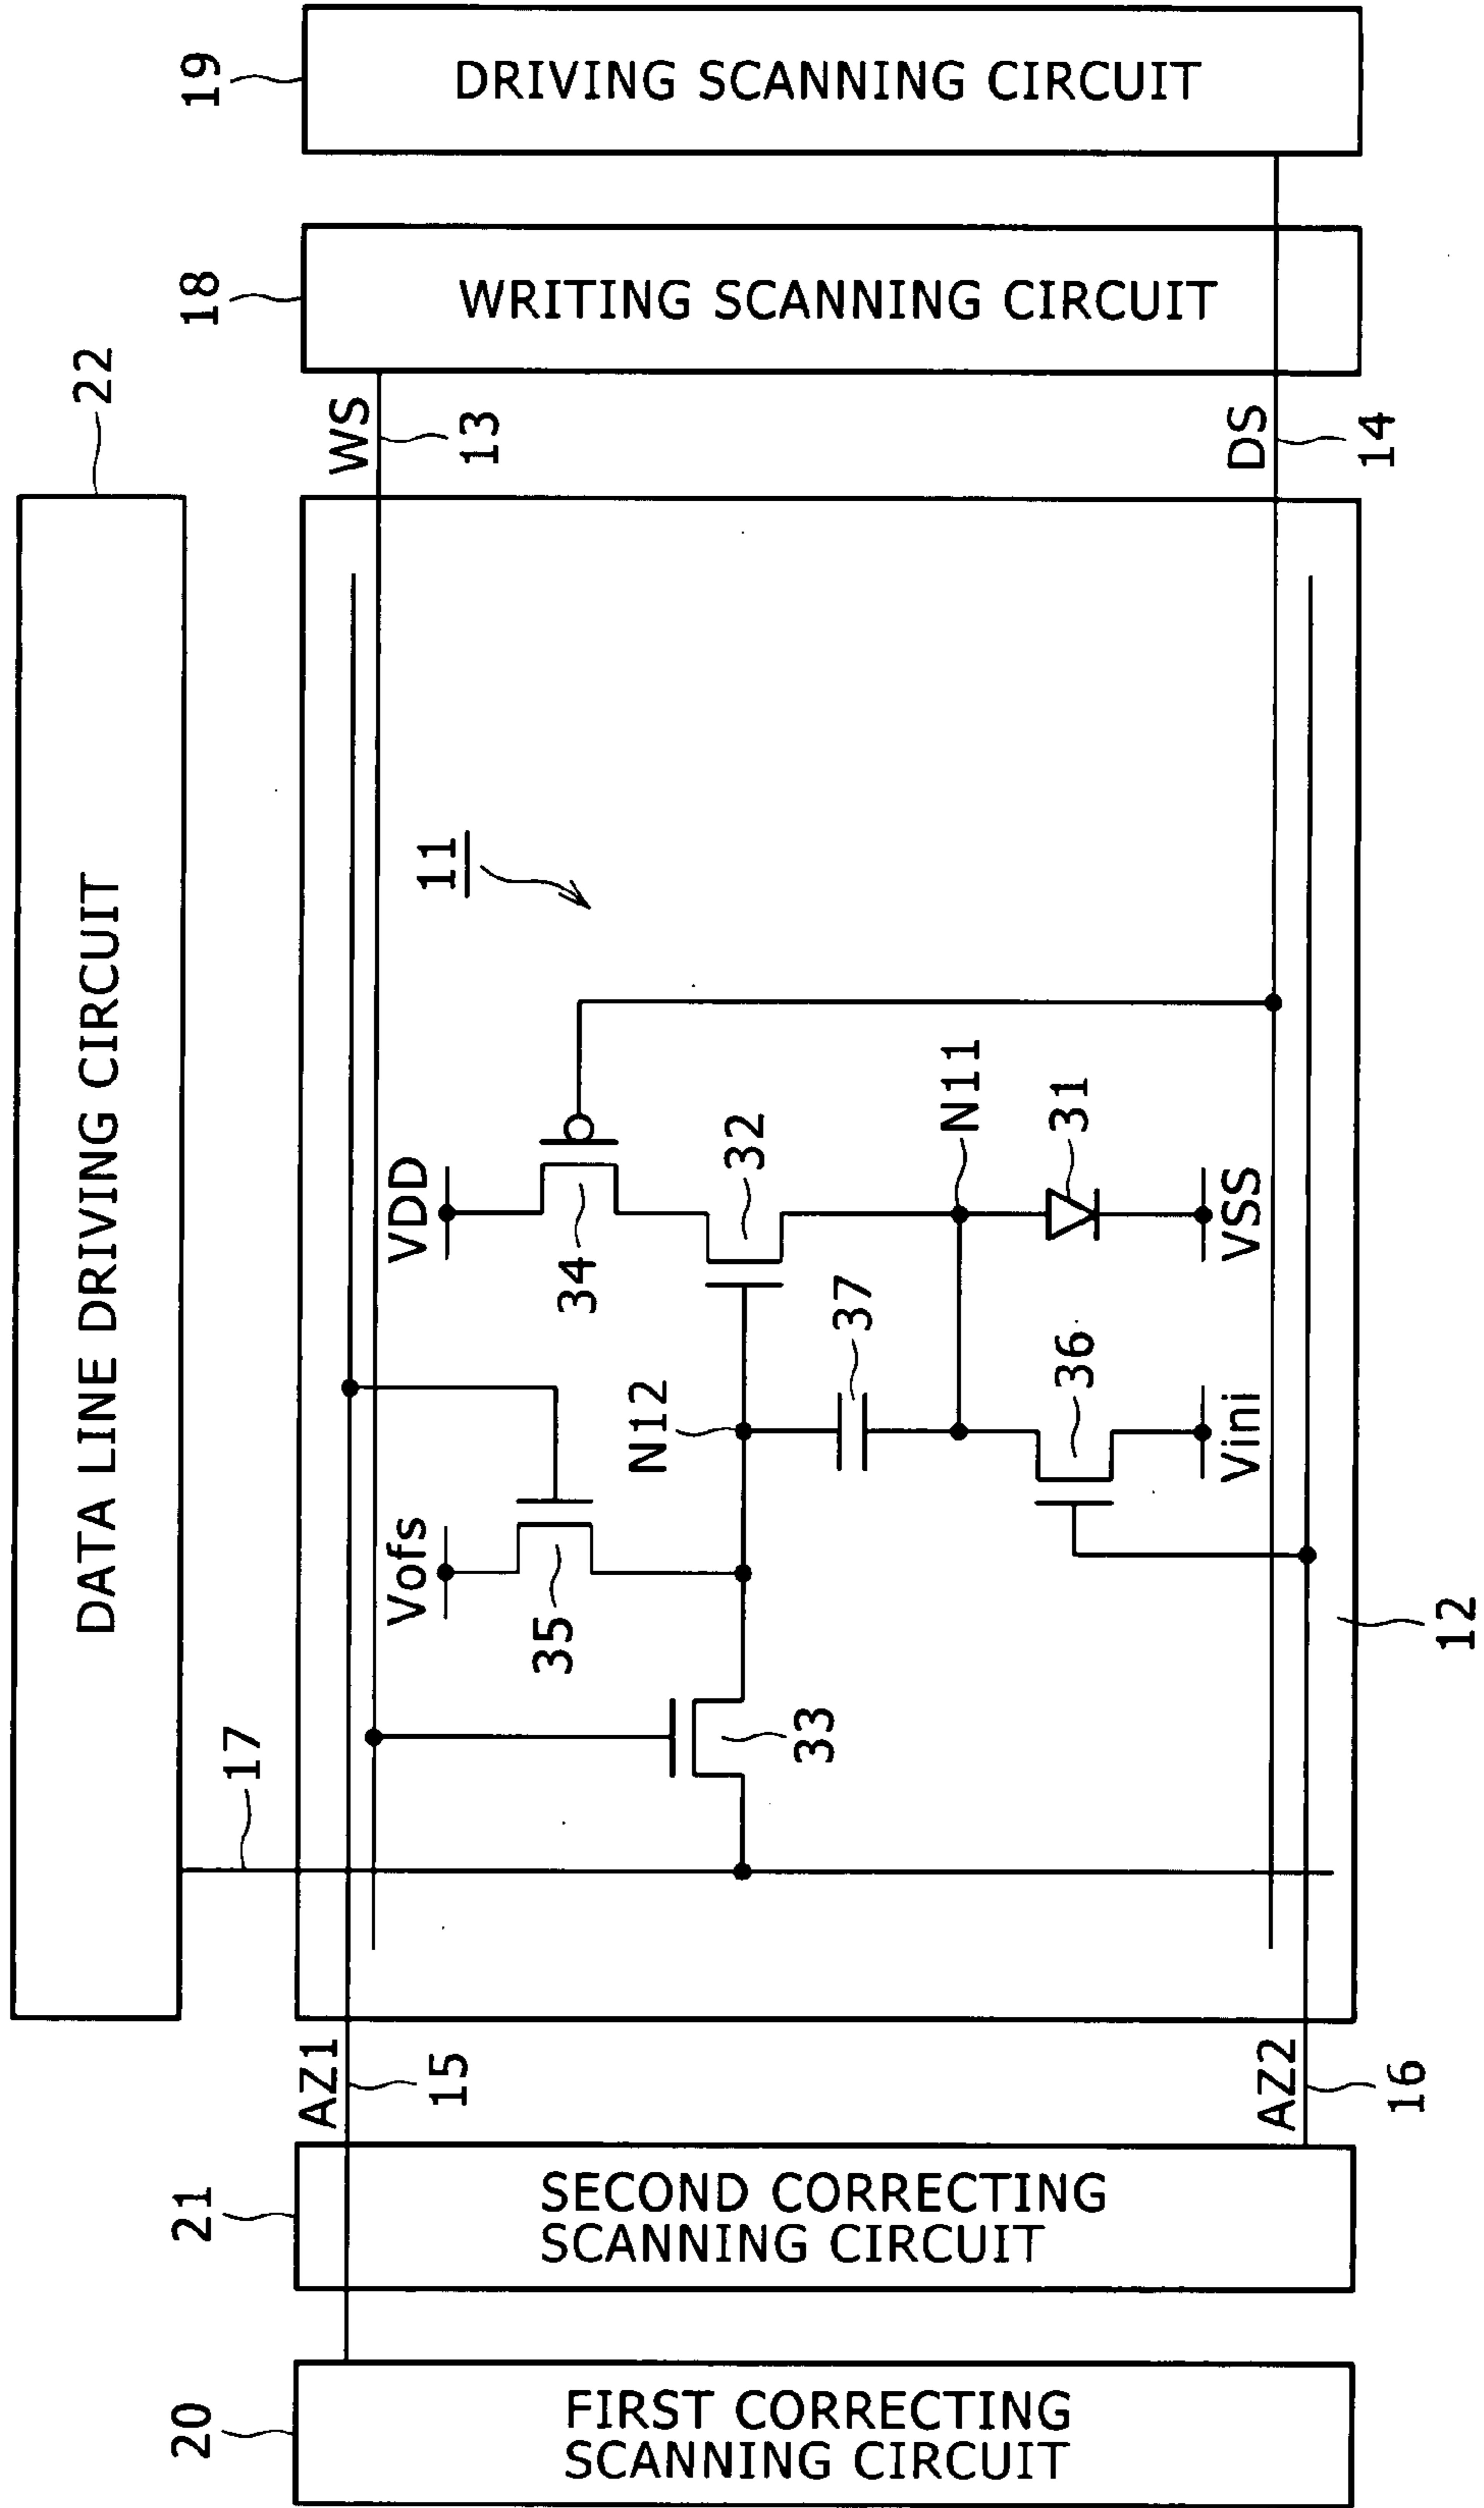 DATA LINE DRIVING CIRCUIT
22
17
20
FIRST CORRECTING
SCANNING CIRCUIT
21
SECOND CORRECTING
SCANNING CIRCUIT
AZ1
15
AZ2
16
11
Vofs
VDD
35
34
N12
32
33
37
N11
36
31
Vini
VSS
12
WS
13
DS
14
18
WRITING SCANNING CIRCUIT
19
DRIVING SCANNING CIRCUIT